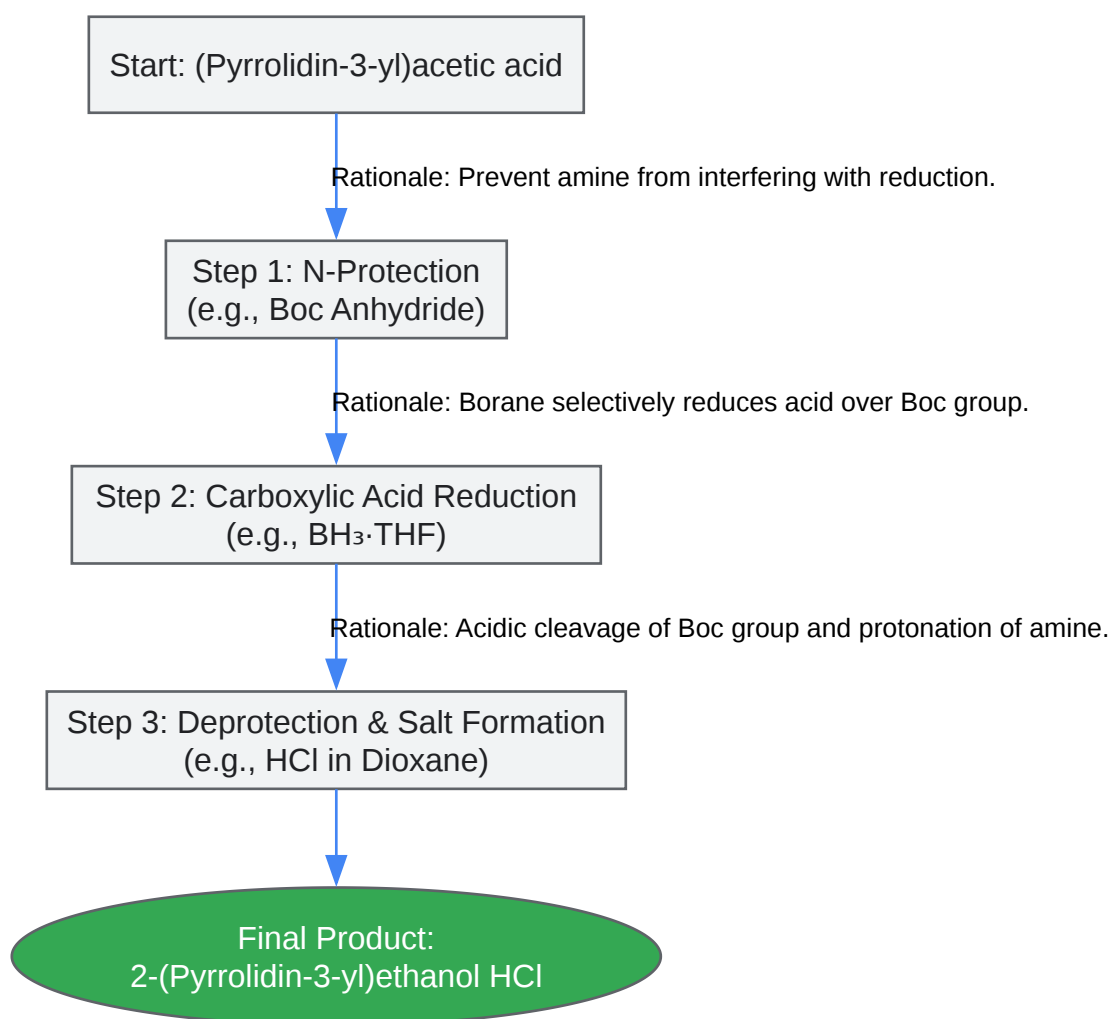 Start: (Pyrrolidin-3-yl)acetic acid
Rationale: Prevent amine from interfering with reduction.
Step 1: N-Protection
(e.g., Boc Anhydride)
Rationale: Borane selectively reduces acid over Boc group.
Step 2: Carboxylic Acid Reduction
(e.g., BH₃·THF)
Rationale: Acidic cleavage of Boc group and protonation of amine.
Step 3: Deprotection & Salt Formation
(e.g., HCl in Dioxane)
Final Product:
2-(Pyrrolidin-3-yl)ethanol HCl